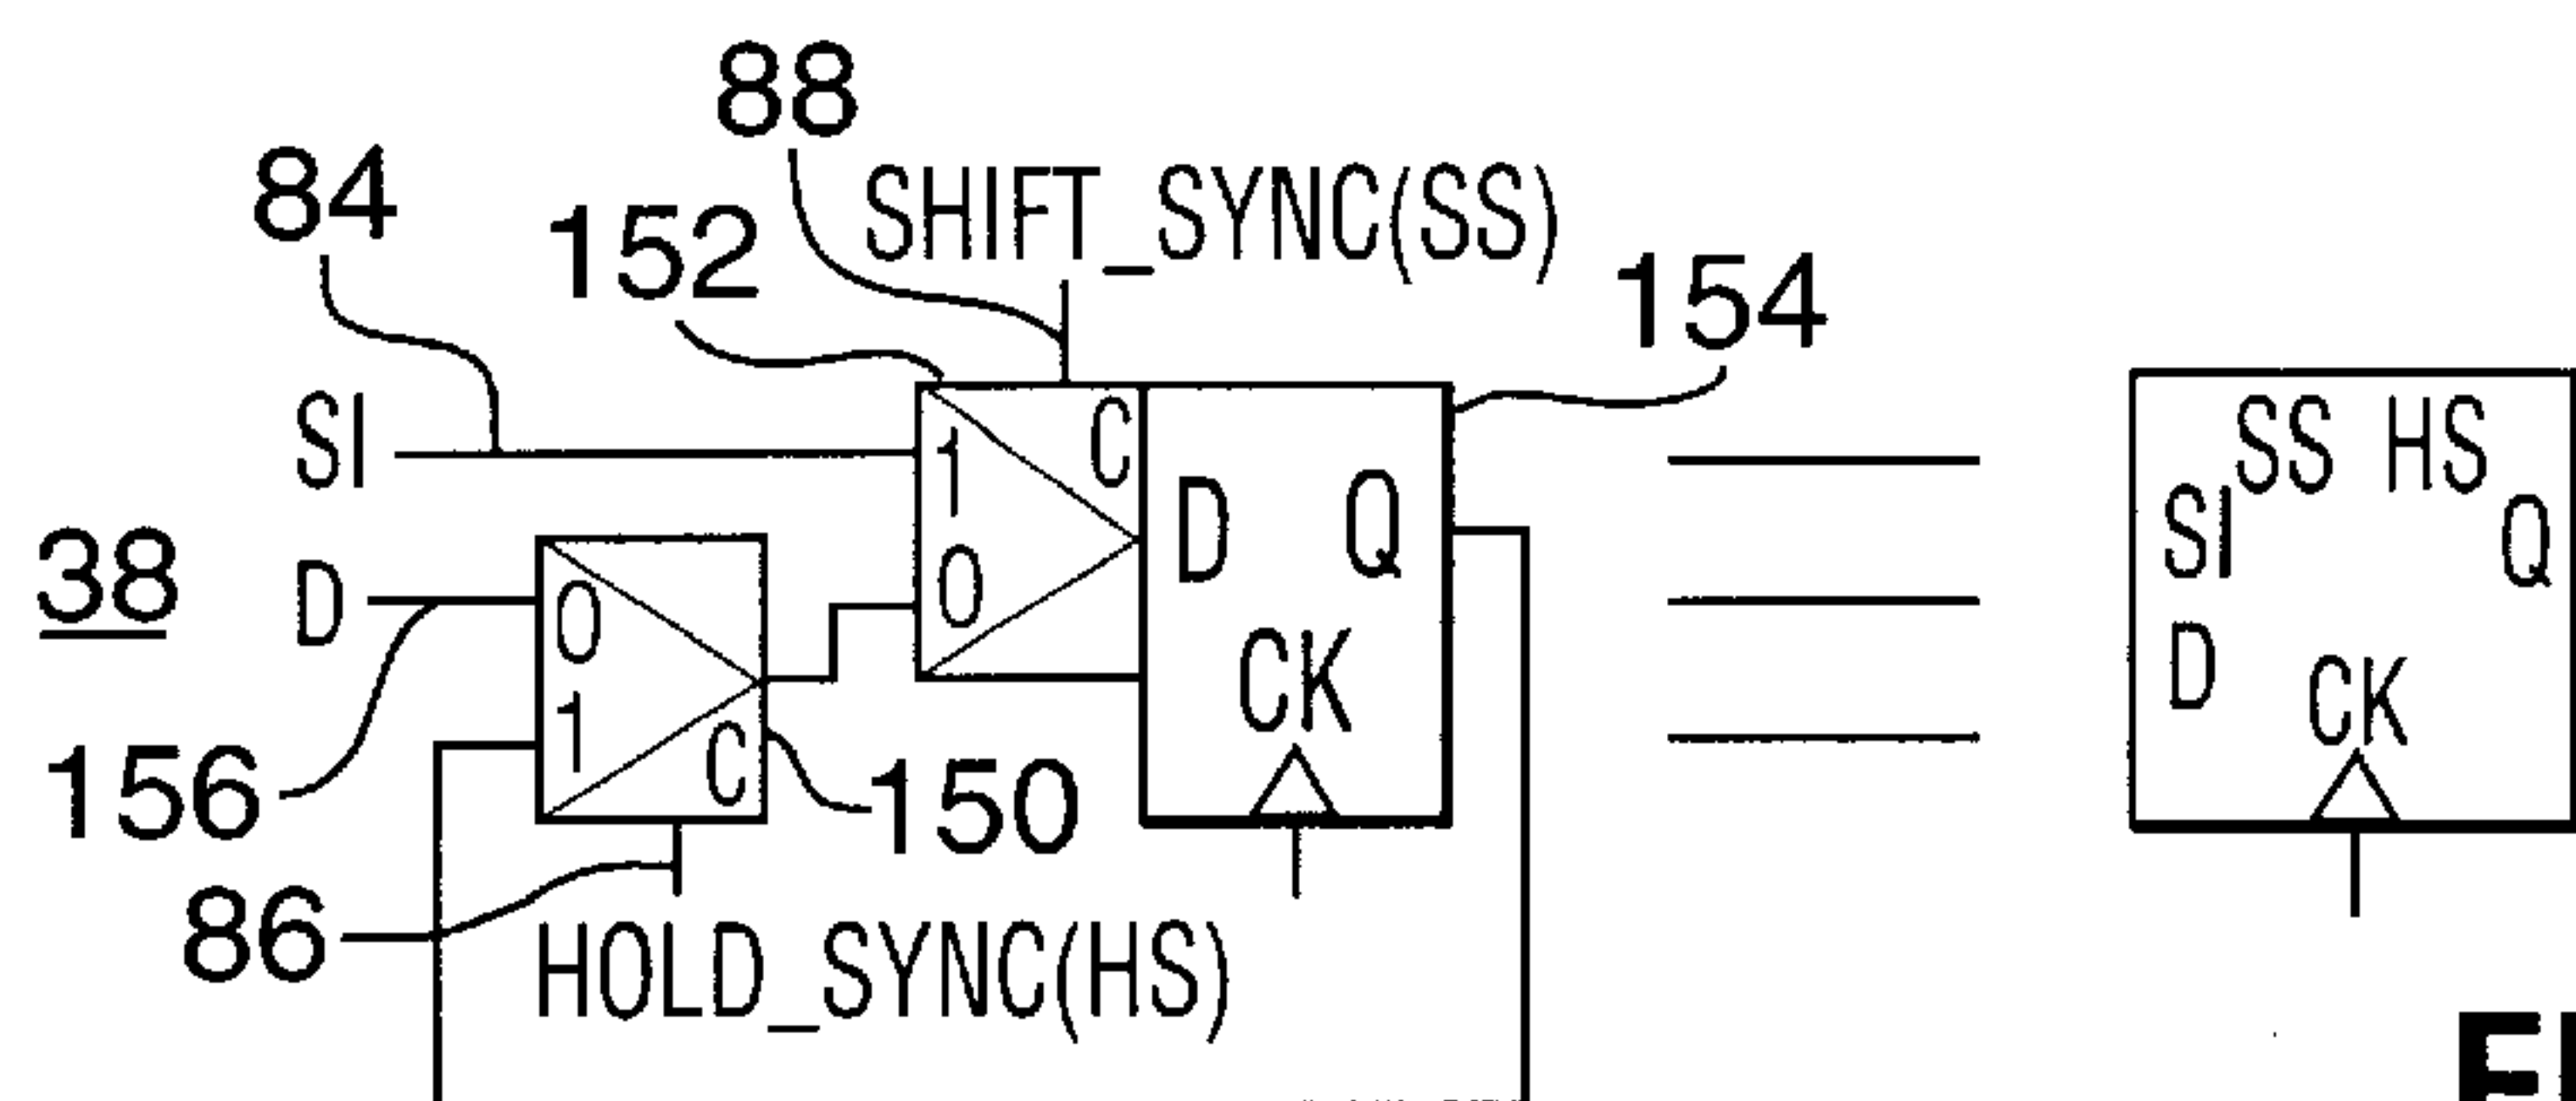 88
84
152
SHIFT_SYNC(SS)
154
SI
1
C
SS HS
SI
Q
D
Q
38
D
0
0
1
C
CK
D
CK
156
150
86
HOLD_SYNC(HS)